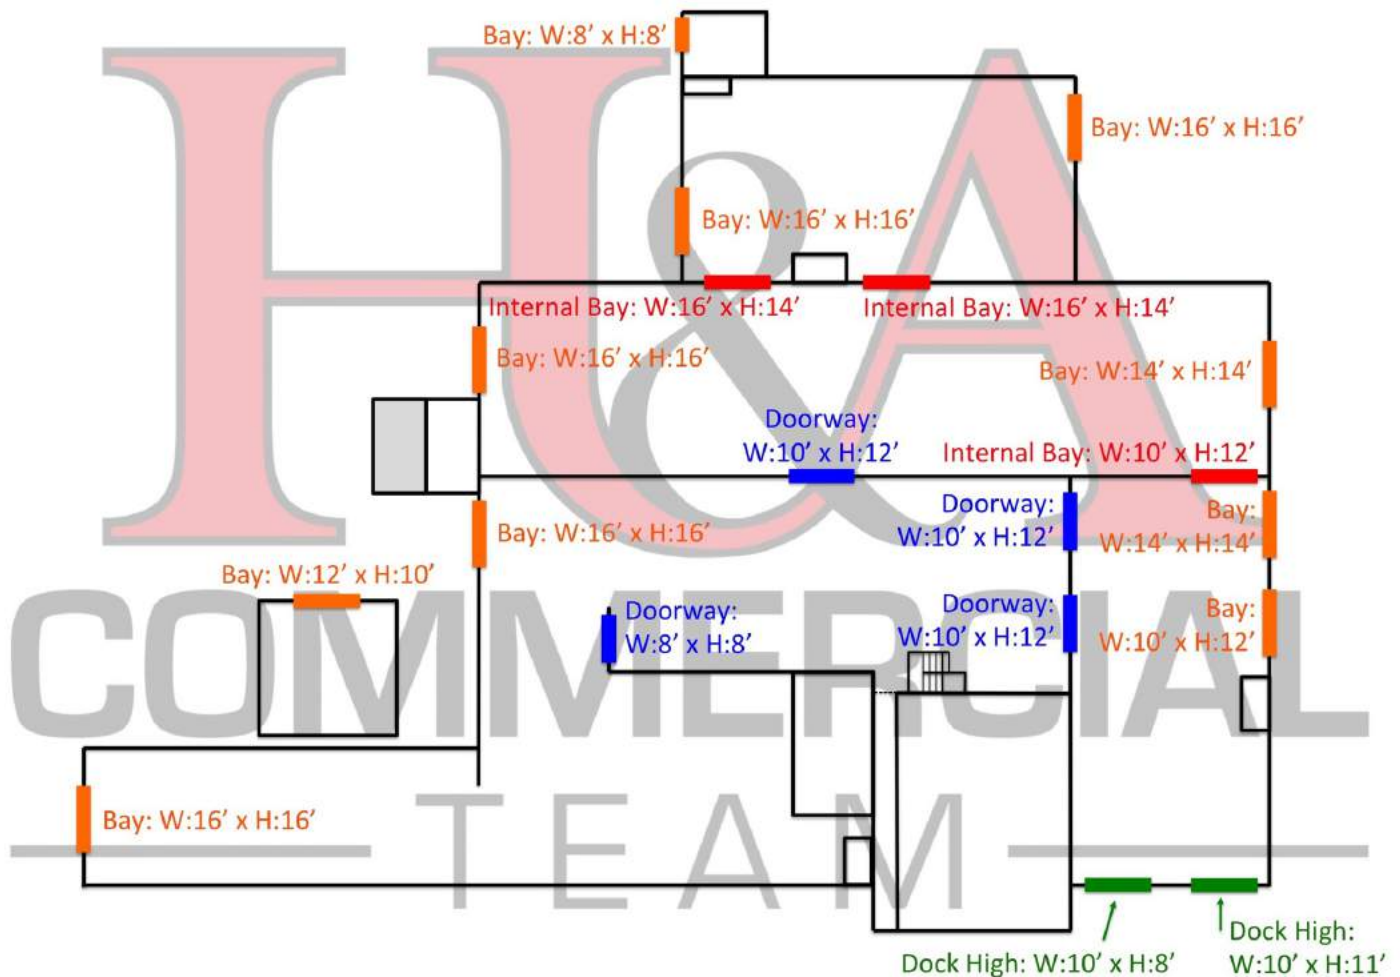 Bay: W:8’ x H:8’
Bay: W:16’ x H:16’
Bay: W:16’ x H:16’
Internal Bay: W:16’ x H:14’
Internal Bay: W:16’ x H:14’
Bay: W:16’ x H:16’
Bay: W:14’ x H:14’
Doorway:
W:10’ x H:12’
Internal Bay: W:10’ x H:12’
Doorway:
W:10’ x H:12’
Bay:
W:14’ x H:14’
Bay: W:16’ x H:16’
Bay: W:12’ x H:10’
Doorway:
W:8’ x H:8’
Doorway:
W:10’ x H:12’
Bay:
W:10’ x H:12’
Bay: W:16’ x H:16’
Dock High: W:10’ x H:8’
Dock High:
W:10’ x H:11’
H&A
COMMERCIAL
TEAM